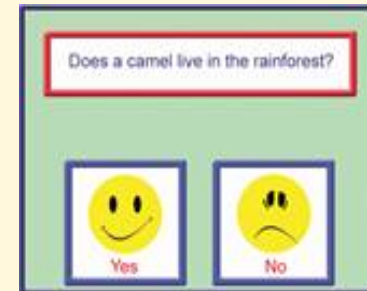 Does a camel live in the rainforest?
Yes
No